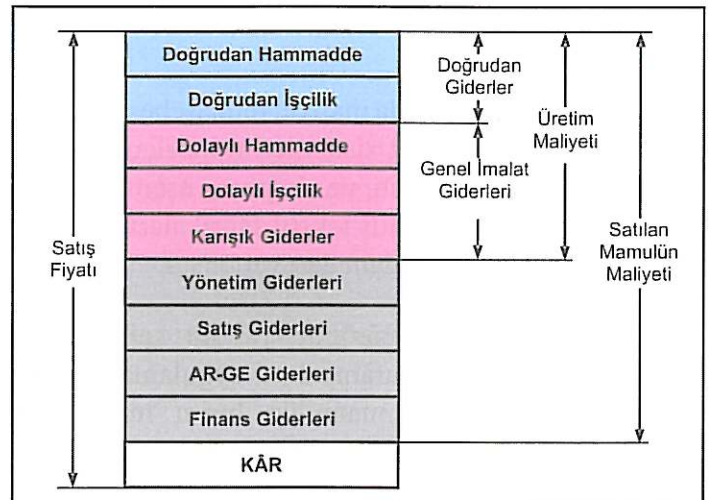 Doğrudan Hammadde
Doğrudan İşçilik
Dolaylı Hammadde
Dolaylı İşçilik
Karışık Giderler
Yönetim Giderleri
Satış Giderleri
AR-GE Giderleri
Finans Giderleri
KÂR
Satış
Fiyatı
Doğrudan
Giderler
Genel İmalat
Giderleri
Üretim
Maliyeti
Satılan
Mamulün
Maliyeti